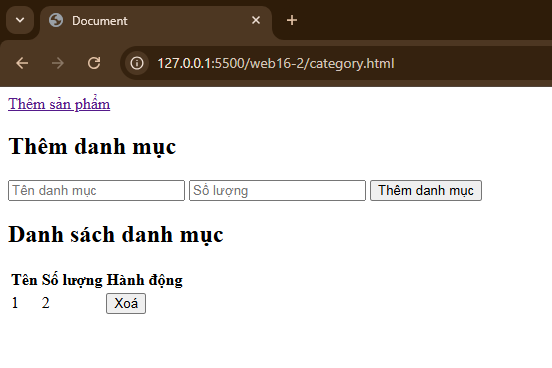 Document
127.0.0.1:5500/web16-2/category.html
Thêm sản phẩm
Thêm danh mục
Tên danh mục Số lượng Thêm danh mục
Danh sách danh mục
Tên Số lượng Hành động
1 2 Xoá